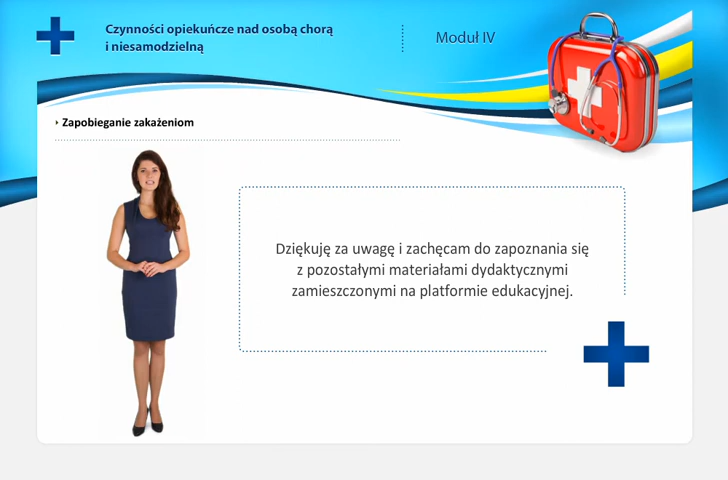 Czynności opiekuńcze nad osobą chorą
i niesamodzielną
Moduł IV
Zapobieganie zakażeniom
Dziękuję za uwagę i zachęcam do zapoznania się
z pozostałymi materiałami dydaktycznymi
zamieszczonymi na platformie edukacyjnej.